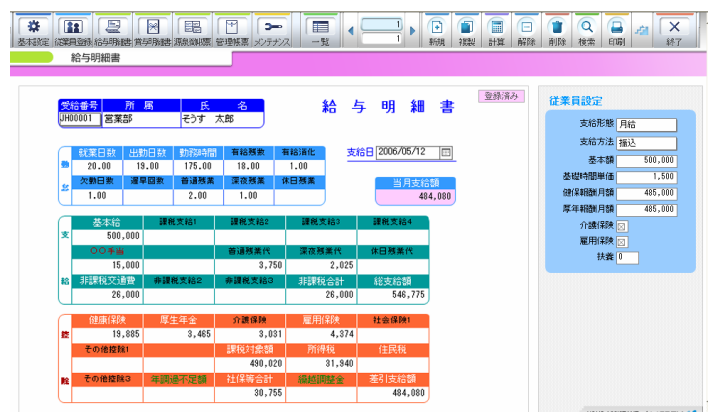 基本設定 従業員登録 給与明細書 賞与明細書 源泉徴収票 管理帳票 メンテナンス 一覧 1 1 新規 複製 計算 解除 削除 検索 印刷 終了
給与明細書
登録済み
給 与 明 細 書
受給番号 所 属 氏 名
JH00001 営業部 そうす 太郎
支給日 2006/05/12
勤 就業日数 出勤日数 勤務時間 有給残数 有給消化
20.00 19.00 175.00 18.00 1.00
怠 欠勤日数 遅早回数 普通残業 深夜残業 休日残業
1.00 2.00 1.00
当月支給額
484,080
支 基本給 課税支給1 課税支給2 課税支給3 課税支給4
500,000
○○手当 普通残業代 深夜残業代 休日残業代
15,000 3,750 2,025
給 非課税交通費 非課税支給2 非課税支給3 非課税合計 総支給額
26,000 26,000 546,775
控 健康保険 厚生年金 介護保険 雇用保険 社会保険1
19,885 3,465 3,031 4,374
その他控除1 課税対象額 所得税 住民税
490,020 31,940
除 その他控除3 年調過不足額 社保等合計 繰越調整金 差引支給額
30,755 484,080
従業員設定
支給形態 月給
支給方法 振込
基本額 500,000
基礎時間単価 1,500
健保報酬月額 485,000
厚年報酬月額 485,000
介護保険
雇用保険
扶養 0